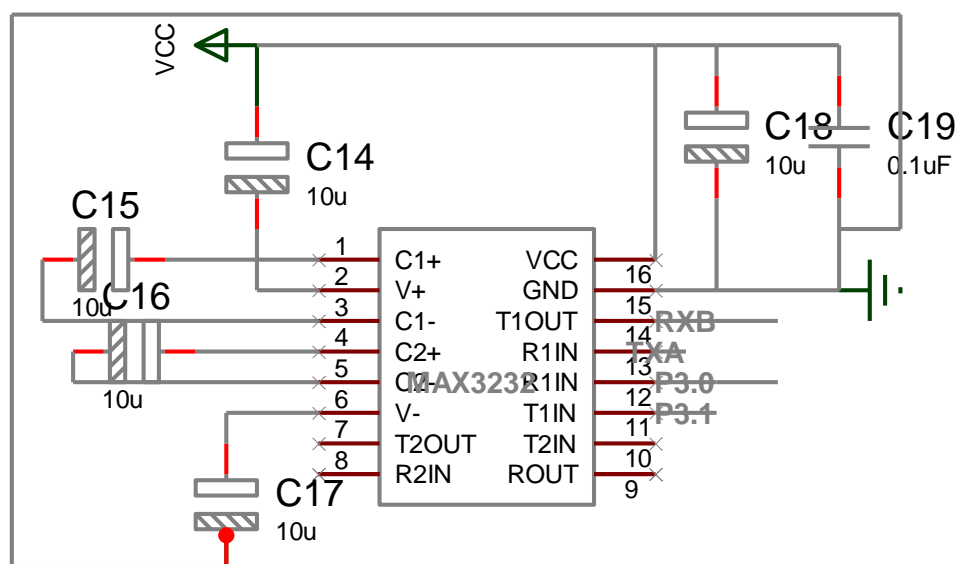 VCC
C14
10u
C15
10u
C16
10u
C17
10u
C18
10u
C19
0.1uF
MAX3232
1
C1+
2
V+
3
C1-
4
C2+
5
C2-
6
V-
7
T2OUT
8
R2IN
VCC
16
GND
15
T1OUT
RXB
14
R1IN
TXA
13
R1IN
P3.0
12
T1IN
P3.1
11
T2IN
10
ROUT
9